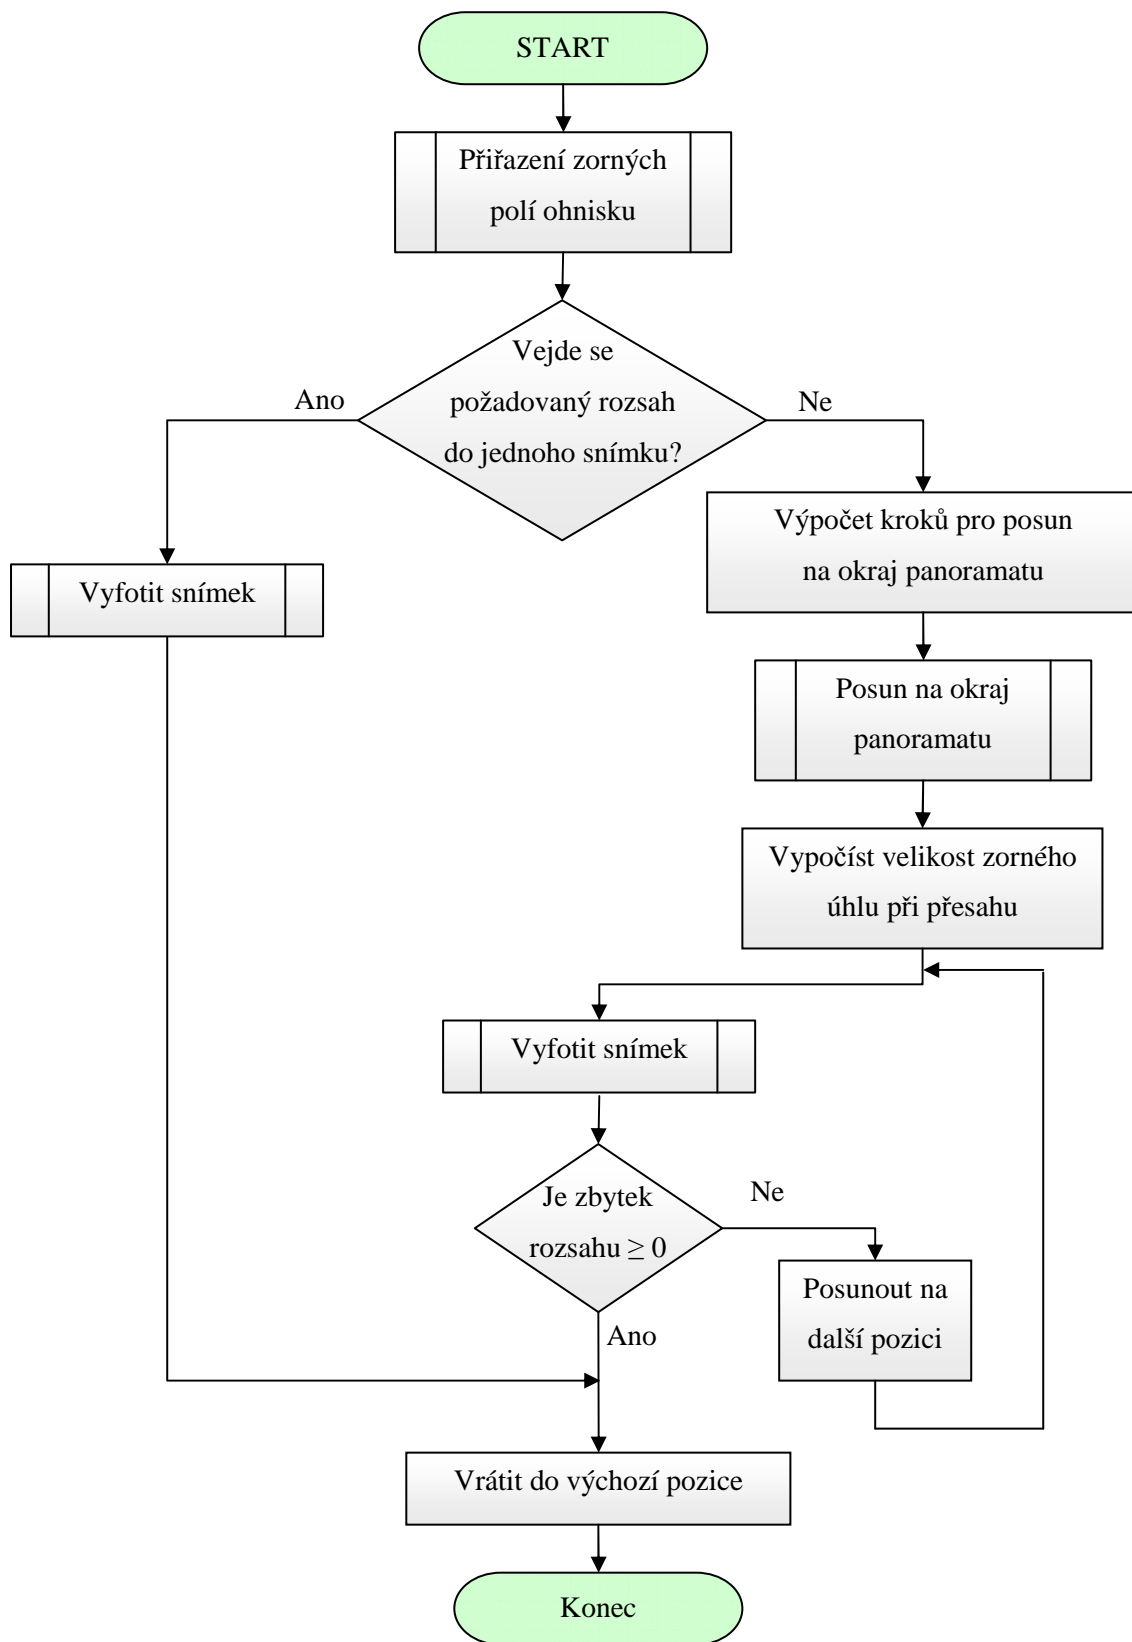 START
Přiřazení zorných
polí ohnisku
Vejde se
požadovaný rozsah
do jednoho snímku?
Ano
Ne
Výpočet kroků pro posun
na okraj panoramatu
Vyfotit snímek
Posun na okraj
panoramatu
Vypočíst velikost zorného
úhlu při přesahu
Vyfotit snímek
Je zbytek
rozsahu ≥ 0
Ne
Posunout na
další pozici
Ano
Vrátit do výchozí pozice
Konec